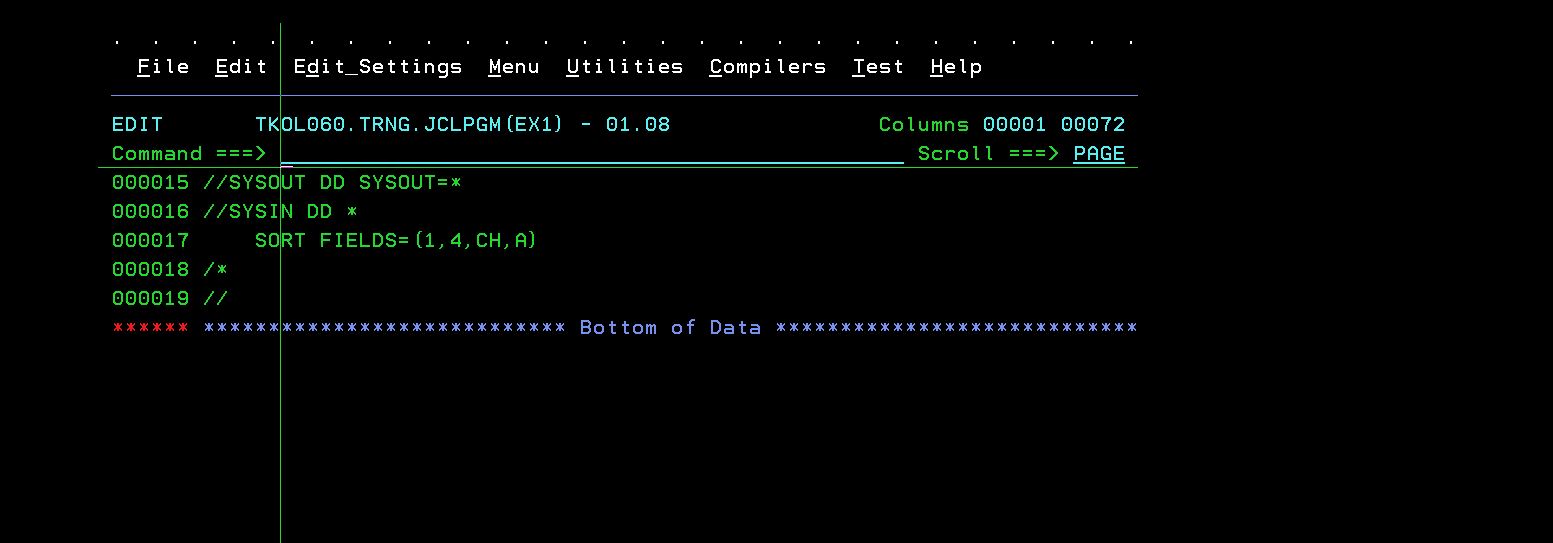 . . . . . . . . . . . . . . . . . . . . . . . . . . .
File Edit Edit_Settings Menu Utilities Compilers Test Help
EDIT TKOL060.TRNG.JCLPGM(EX1) - 01.08 Columns 00001 00072
Command ===> Scroll ===> PAGE
000015 //SYSOUT DD SYSOUT=*
000016 //SYSIN DD *
000017 SORT FIELDS=(1,4,CH,A)
000018 /*
000019 //
****** **************************** Bottom of Data ****************************